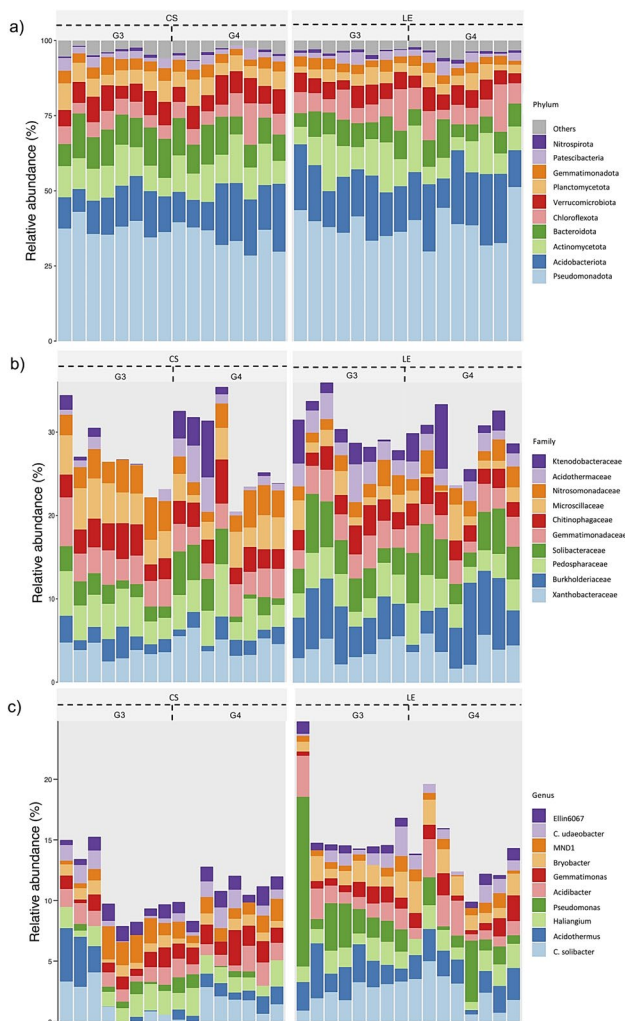 a)
CS
LE
G3
G4
G3
G4
100
75
50
25
0
Relative abundance (%)
Phylum
Others
Nitrospirota
Patescibacteria
Gemmatimonadota
Planctomycetota
Verrucomicrobiota
Chloroflexota
Bacteroidota
Actinomycetota
Acidobacteriota
Pseudomonadota
b)
CS
LE
G3
G4
G3
G4
30
20
10
0
Relative abundance (%)
Family
Ktenodobacteraceae
Acidothermaceae
Nitrosomonadaceae
Microscillaceae
Chitinophagaceae
Gemmatimonadaceae
Solibacteraceae
Pedospharaceae
Burkholderiaceae
Xanthobacteraceae
c)
CS
LE
G3
G4
G3
G4
20
15
10
5
0
Relative abundance (%)
Genus
Ellin6067
C. udaeobacter
MND1
Bryobacter
Gemmatimonas
Acidibacter
Pseudomonas
Haliangium
Acidothermus
C. solibacter